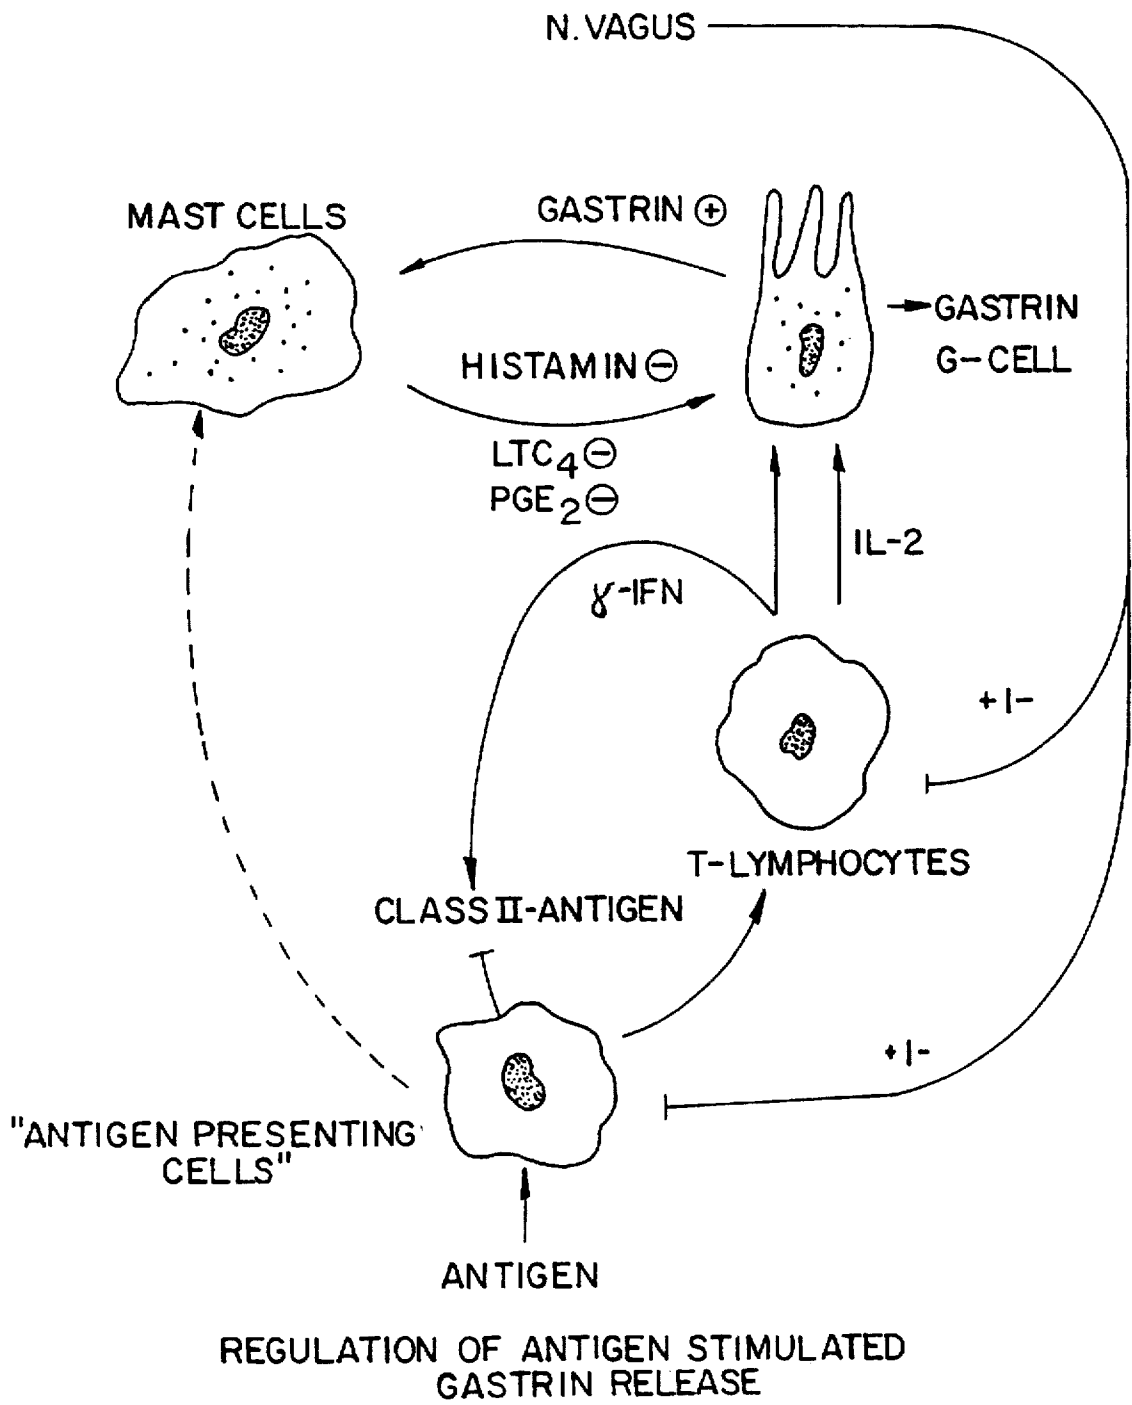 N. VAGUS
MAST CELLS
GASTRIN ⊕
→GASTRIN
G-CELL
HISTAMIN ⊖
LTC₄ ⊖
PGE₂ ⊖
IL-2
γ-IFN
+|-
T-LYMPHOCYTES
CLASS II-ANTIGEN
+|-
"ANTIGEN PRESENTING
CELLS"
ANTIGEN
REGULATION OF ANTIGEN STIMULATED
GASTRIN RELEASE